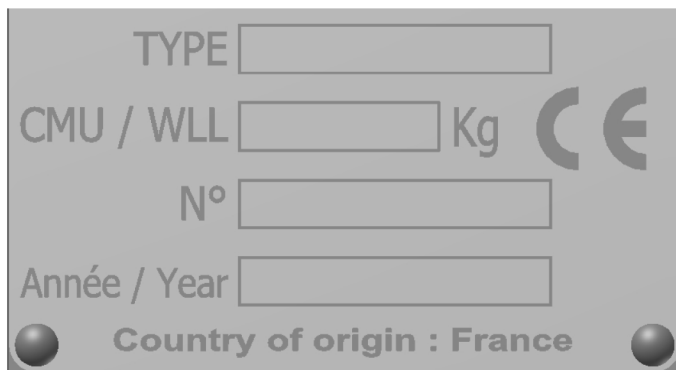 TYPE
CMU / WLL Kg CE
N°
Année / Year
Country of origin : France